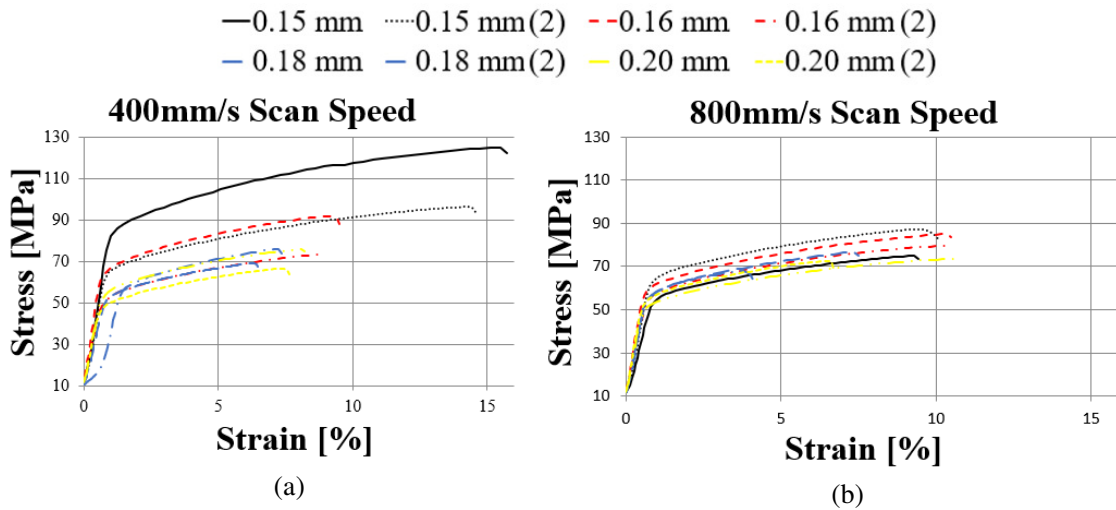 0.15 mm 0.15 mm (2) 0.16 mm 0.16 mm (2)
0.18 mm 0.18 mm (2) 0.20 mm 0.20 mm (2)
400mm/s Scan Speed
130
110
90
70
50
30
10
0 5 10 15
Stress [MPa]
Strain [%]
(a)
800mm/s Scan Speed
130
110
90
70
50
30
10
0 5 10 15
Stress [MPa]
Strain [%]
(b)